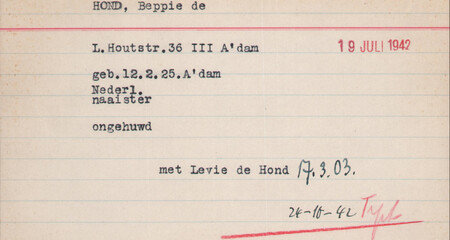 HOND, Beppie de
L.Houtstr.36 III A'dam 19 JULI 1942
geb.12.2.25.A'dam
Nederl.
naaister
ongehuwd
met Levie de Hond 17.3.03.
24-10-42